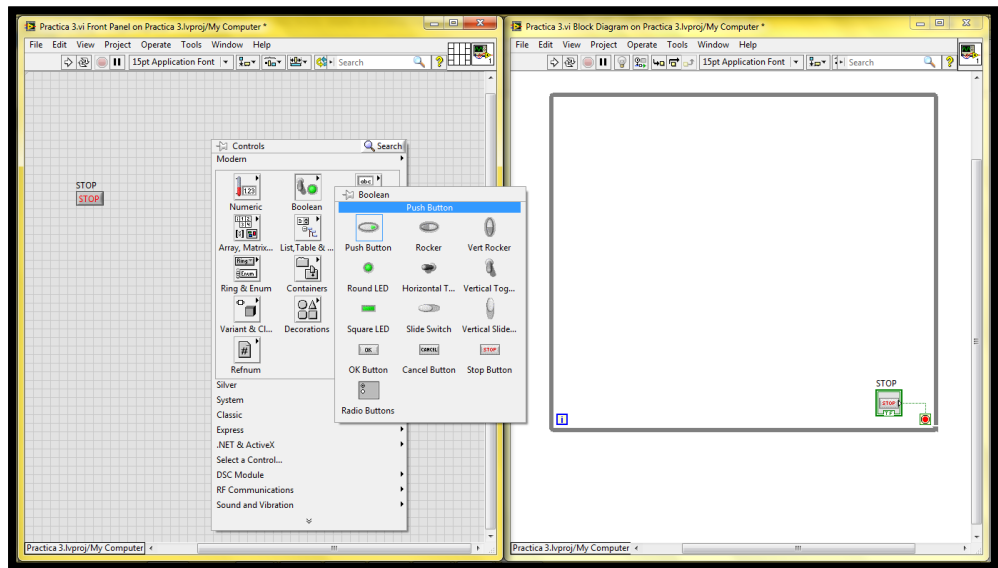 Practica 3.vi Front Panel on Practica 3.lvproj/My Computer *
File Edit View Project Operate Tools Window Help
15pt Application Font
Search
STOP
STOP
Controls
Search
Modern
123
abc
Numeric
Boolean
Array, Matrix...
List, Table & ...
Ring
Enum
Ring & Enum
Containers
Variant & Cl...
Decorations
#
Refnum
Silver
System
Classic
Express
.NET & ActiveX
Select a Control...
DSC Module
RF Communications
Sound and Vibration
Boolean
Push Button
Push Button
Rocker
Vert Rocker
Round LED
Horizontal T...
Vertical Tog...
Square LED
Slide Switch
Vertical Slide...
OK
CANCEL
STOP
OK Button
Cancel Button
Stop Button
Radio Buttons
Practica 3.lvproj/My Computer
Practica 3.vi Block Diagram on Practica 3.lvproj/My Computer *
File Edit View Project Operate Tools Window Help
15pt Application Font
Search
STOP
STOP
TF
i
Practica 3.lvproj/My Computer